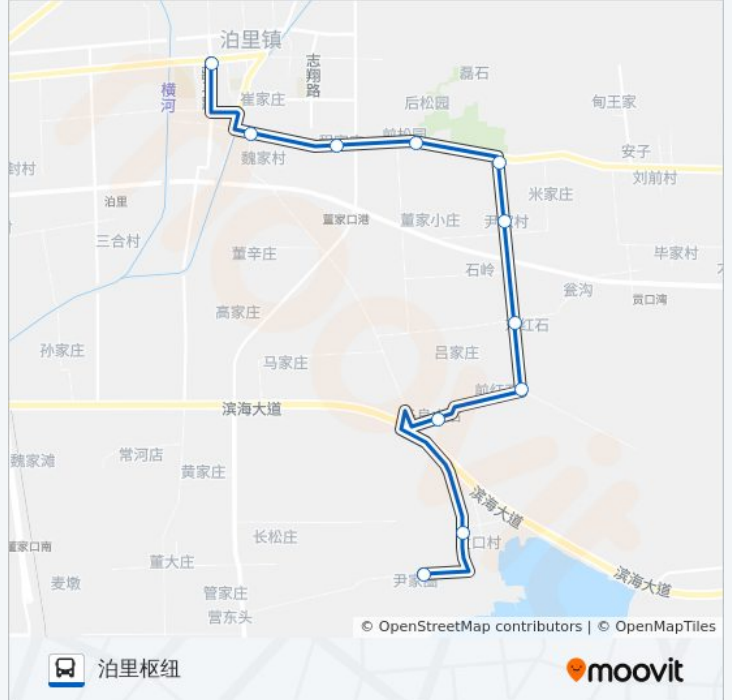 泊里镇
志翔路
磊石
崔家庄
横河
后松园
甸王家
前松园
魏家村
安子
封村
刘前村
米家庄
泊里
董家口港
董家小庄
三合村
董辛庄
毕家村
石岭
瓮沟
贡口湾
高家庄
红石
孙家庄
吕家庄
马家庄
滨海大道
常河店
魏家滩
黄家庄
滨海大道
长松庄
口村
董家口南
董大庄
滨海大道
麦墩
尹家圈
管家庄
营东头
© OpenStreetMap contributors | © OpenMapTiles
泊里枢纽
moovit